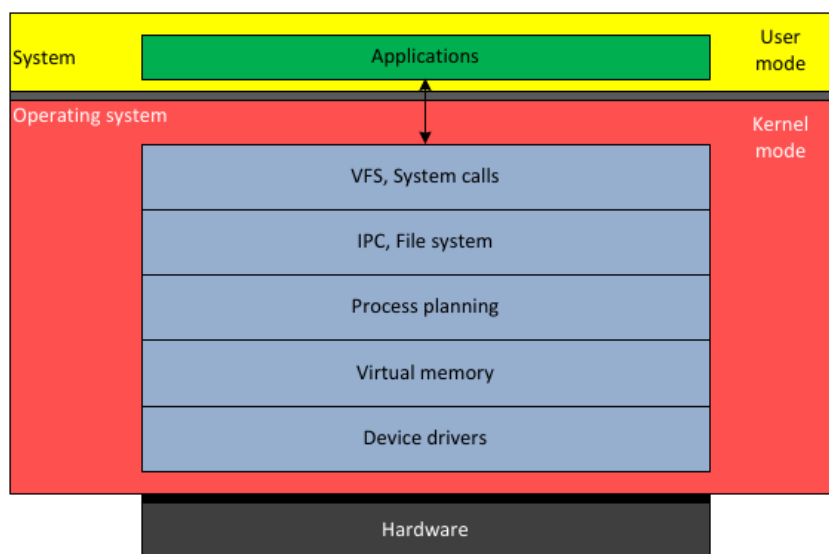 System
Applications
User
mode
Operating system
Kernel
mode
VFS, System calls
IPC, File system
Process planning
Virtual memory
Device drivers
Hardware